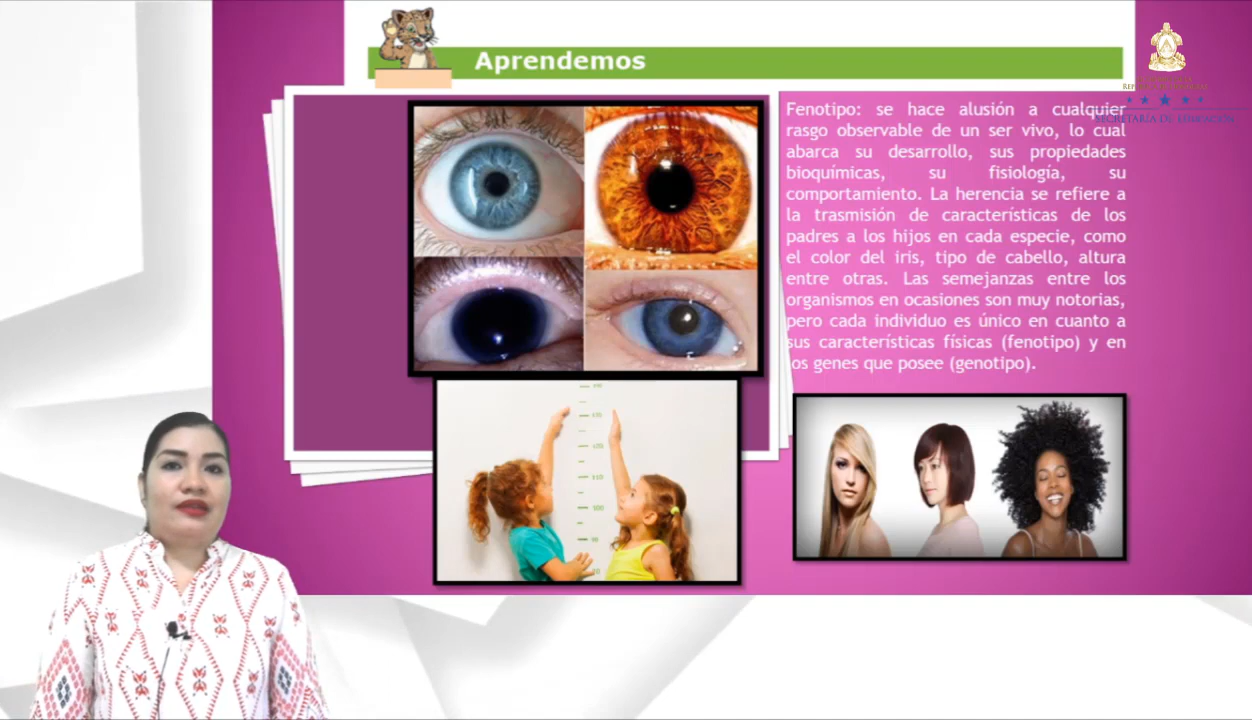 Aprendemos
Fenotipo: se hace alusión a cualquier
rasgo observable de un ser vivo, lo cual
abarca su desarrollo, sus propiedades
bioquímicas, su fisiología, su
comportamiento. La herencia se refiere a
la trasmisión de características de los
padres a los hijos en cada especie, como
el color del iris, tipo de cabello, altura
entre otras. Las semejanzas entre los
organismos en ocasiones son muy notorias,
pero cada individuo es único en cuanto a
sus características físicas (fenotipo) y en
los genes que posee (genotipo).
SECRETARÍA DE EDUCACIÓN
110
100